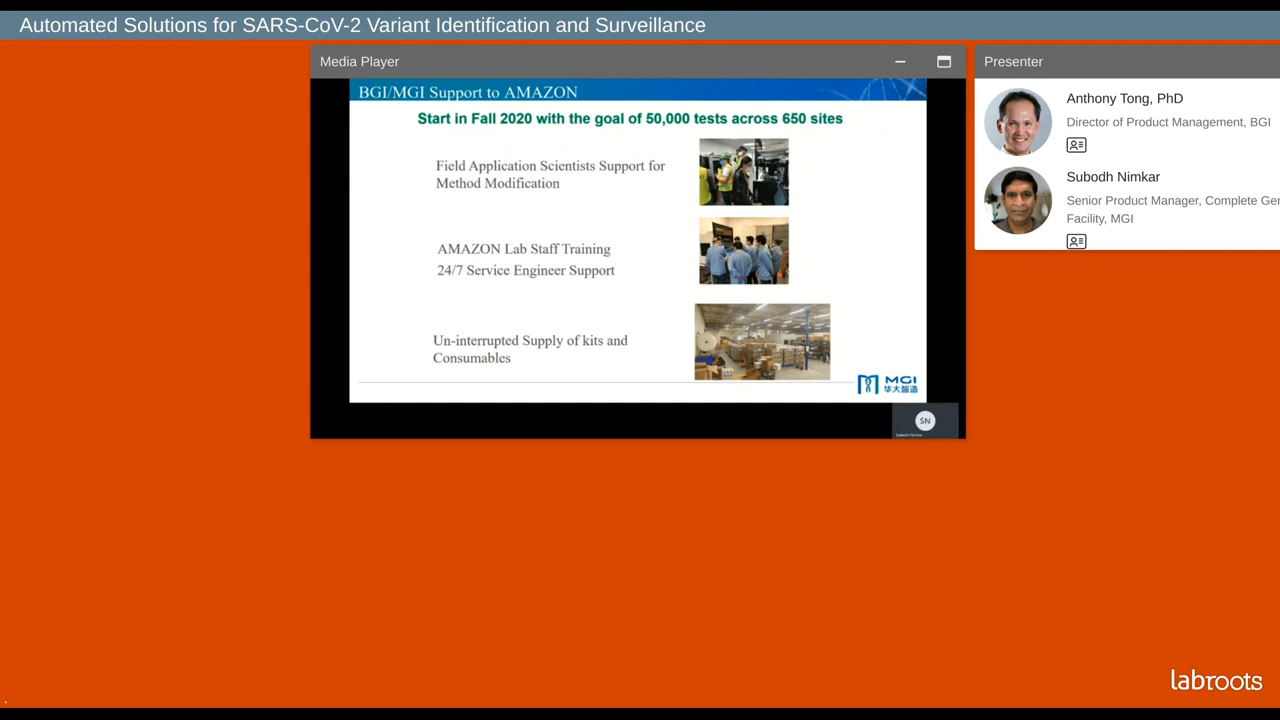 Automated Solutions for SARS-CoV-2 Variant Identification and Surveillance
Media Player
BGI/MGI Support to AMAZON
Start in Fall 2020 with the goal of 50,000 tests across 650 sites
Field Application Scientists Support for
Method Modification
AMAZON Lab Staff Training
24/7 Service Engineer Support
Un-interrupted Supply of kits and
Consumables
MGI
华大智造
SN
Subodh Nimkar
Presenter
Anthony Tong, PhD
Director of Product Management, BGI
Subodh Nimkar
Senior Product Manager, Complete Gen
Facility, MGI
labroots